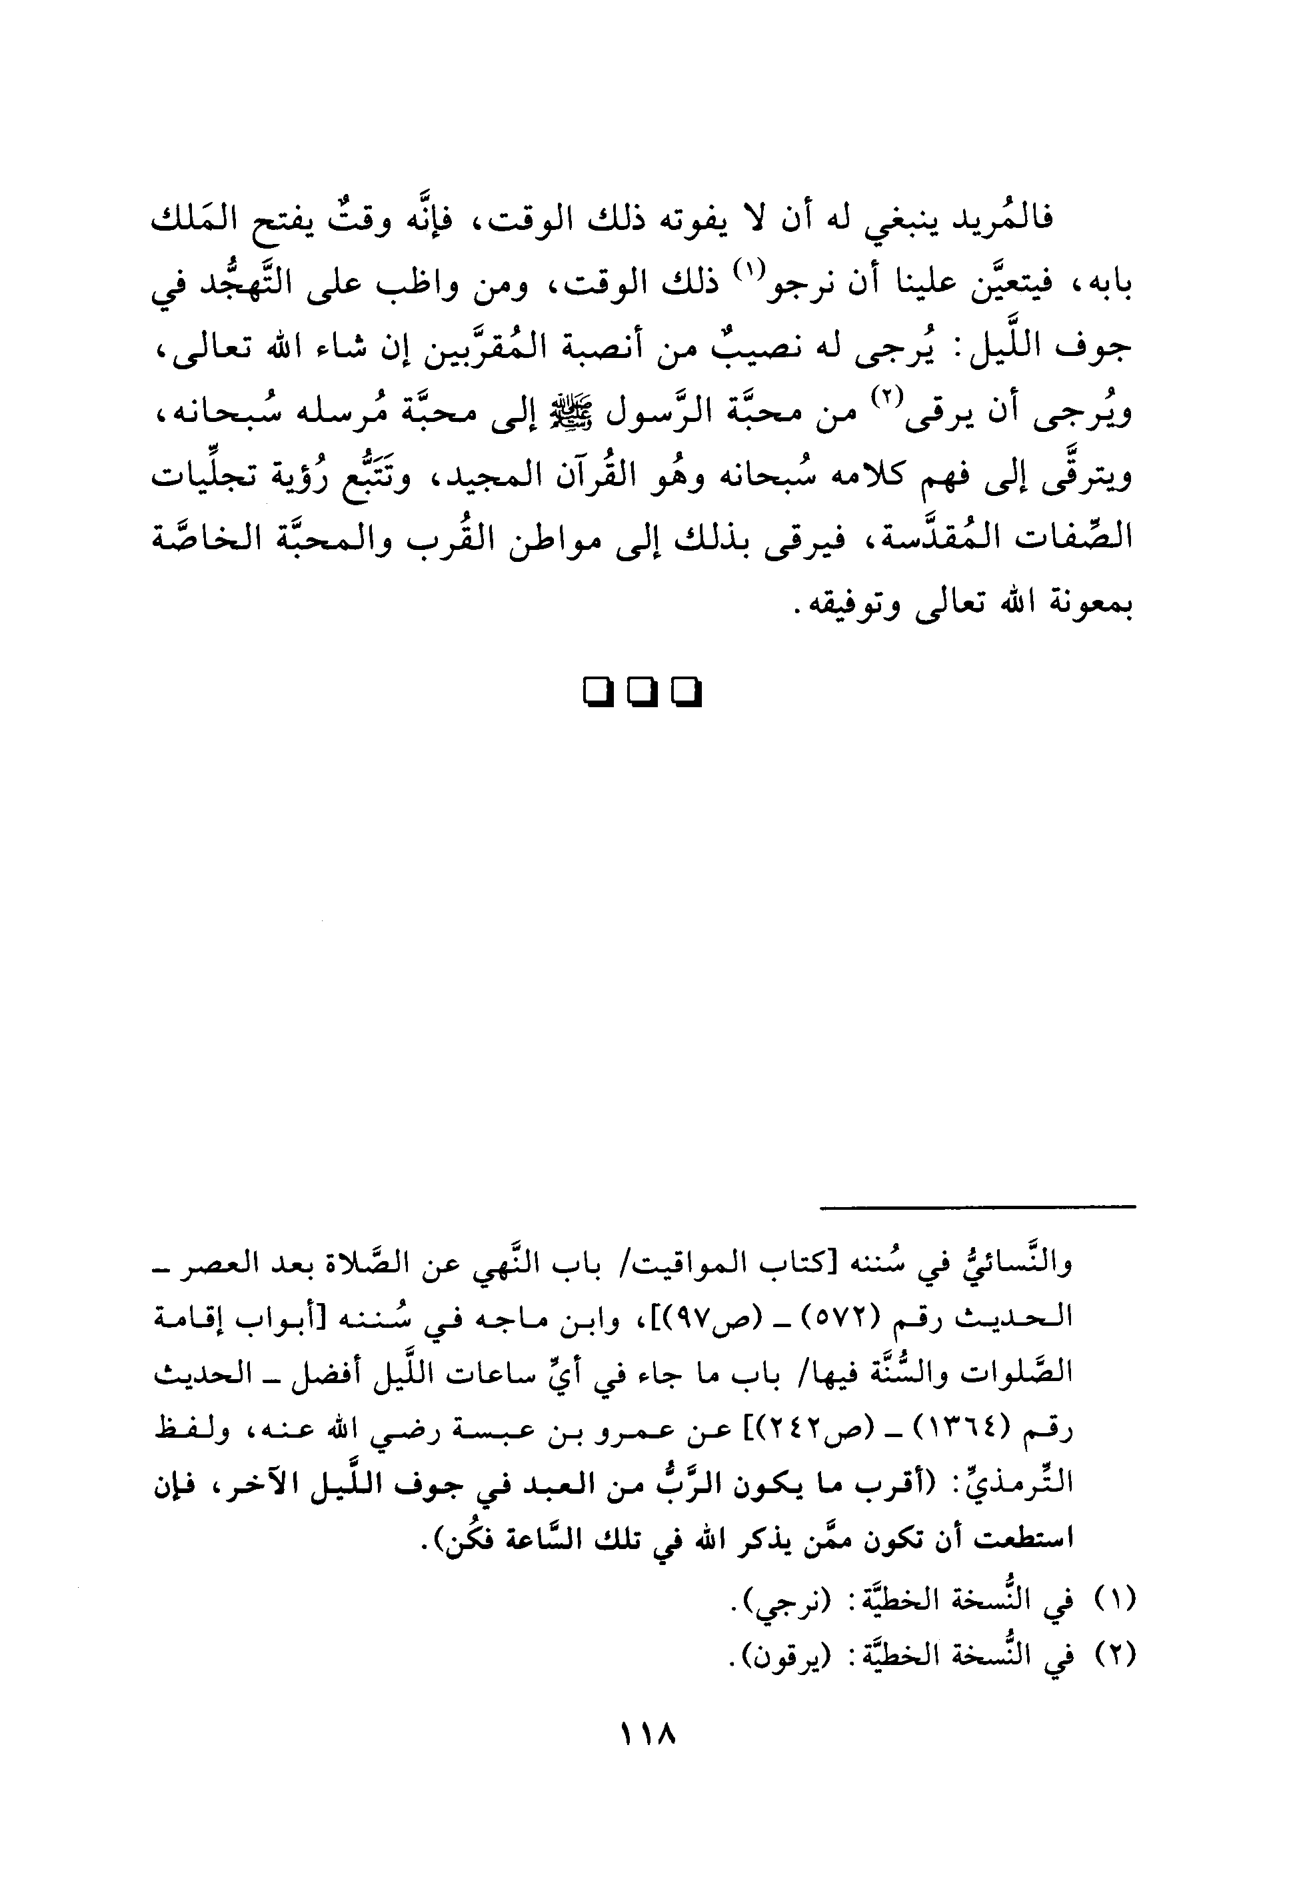 فالمُريد ينبغي له أن لا يفوته ذلك الوقت، فإنَّه وقتٌ يفتح المَلك
بابه، فيتعيَّن علينا أن نرجو(١) ذلك الوقت، ومن واظب على التَّهجُّد في
جوف اللَّيل: يُرجى له نصيبٌ من أنصبة المُقرَّبين إن شاء الله تعالى،
ويُرجى أن يرقى(٢) من محبَّة الرَّسول ﷺ إلى محبَّة مُرسله سُبحانه،
ويترقَّى إلى فهم كلامه سُبحانه وهُو القُرآن المجيد، وتَتَبُّع رُؤية تجلِّيات
الصِّفات المُقدَّسة، فيرقى بذلك إلى مواطن القُرب والمحبَّة الخاصَّة
بمعونة الله تعالى وتوفيقه.
والنَّسائيُّ في سُننه [كتاب المواقيت/ باب النَّهي عن الصَّلاة بعد العصر ـ
الحديث رقم (٥٧٢) ـ (ص٩٧)]، وابن ماجه في سُننه [أبواب إقامة
الصَّلوات والسُّنَّة فيها/ باب ما جاء في أيِّ ساعات اللَّيل أفضل ـ الحديث
رقم (١٣٦٤) ـ (ص٢٤٢)] عن عمرو بن عبسة رضي الله عنه، ولفظ
التِّرمذيِّ: (أقرب ما يكون الرَّبُّ من العبد في جوف اللَّيل الآخر، فإن
استطعت أن تكون ممَّن يذكر الله في تلك السَّاعة فكُن).
(١) في النُّسخة الخطيَّة: (نرجي).
(٢) في النُّسخة الخطيَّة: (يرقون).
١١٨